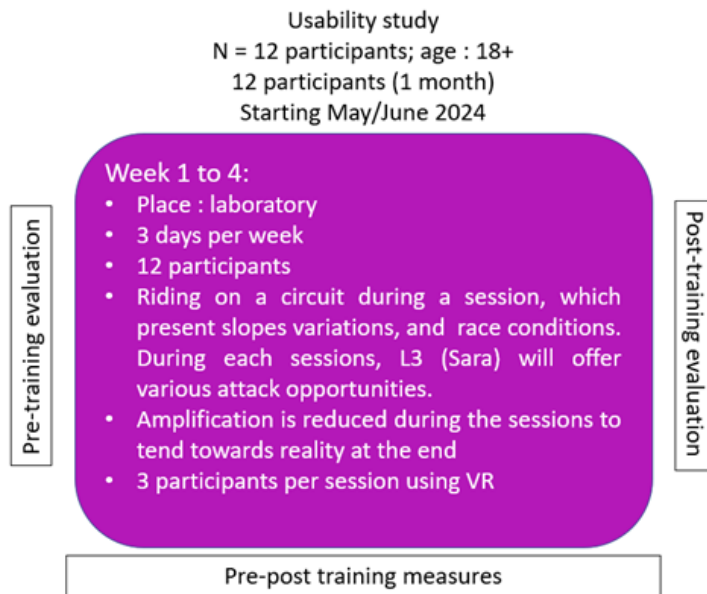 Usability study
N = 12 participants; age : 18+
12 participants (1 month)
Starting May/June 2024
Pre-training evaluation
Week 1 to 4:
• Place : laboratory
• 3 days per week
• 12 participants
• Riding on a circuit during a session, which
present slopes variations, and race conditions.
During each sessions, L3 (Sara) will offer
various attack opportunities.
• Amplification is reduced during the sessions to
tend towards reality at the end
• 3 participants per session using VR
Post-training evaluation
Pre-post training measures